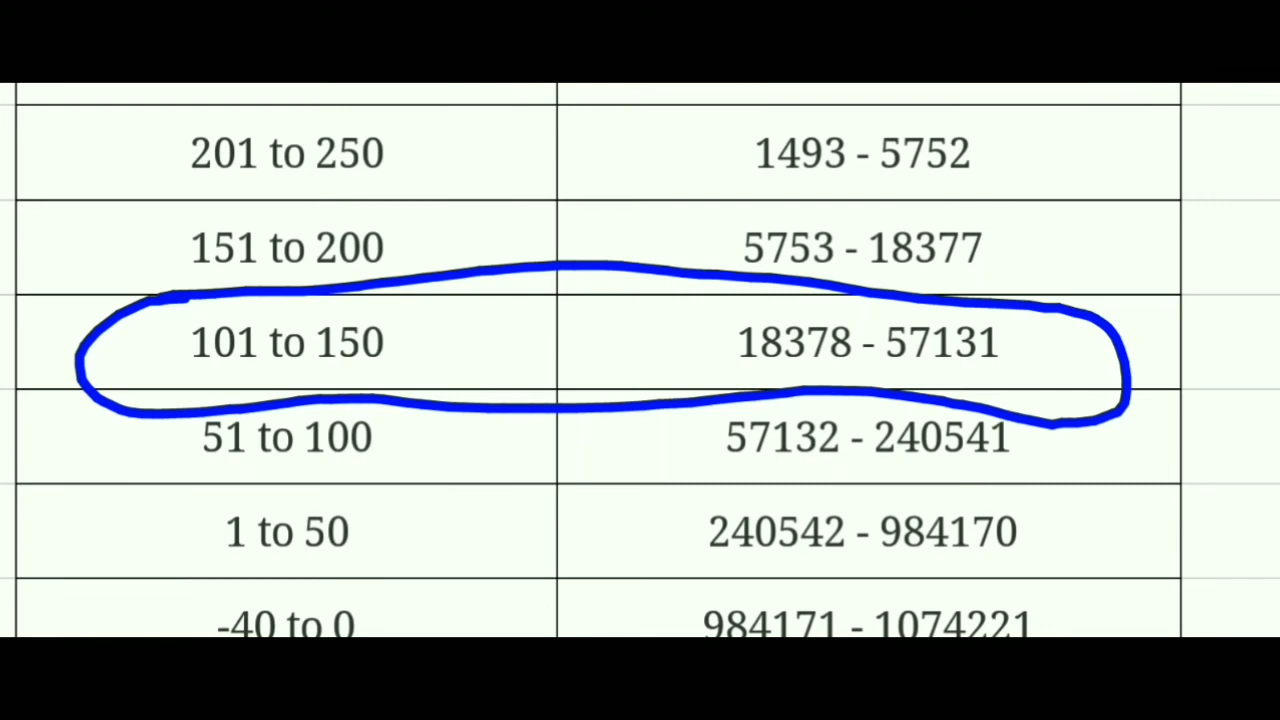 201 to 250 1493 - 5752
151 to 200 5753 - 18377
101 to 150 18378 - 57131
51 to 100 57132 - 240541
1 to 50 240542 - 984170
-40 to 0 984171 - 1074221